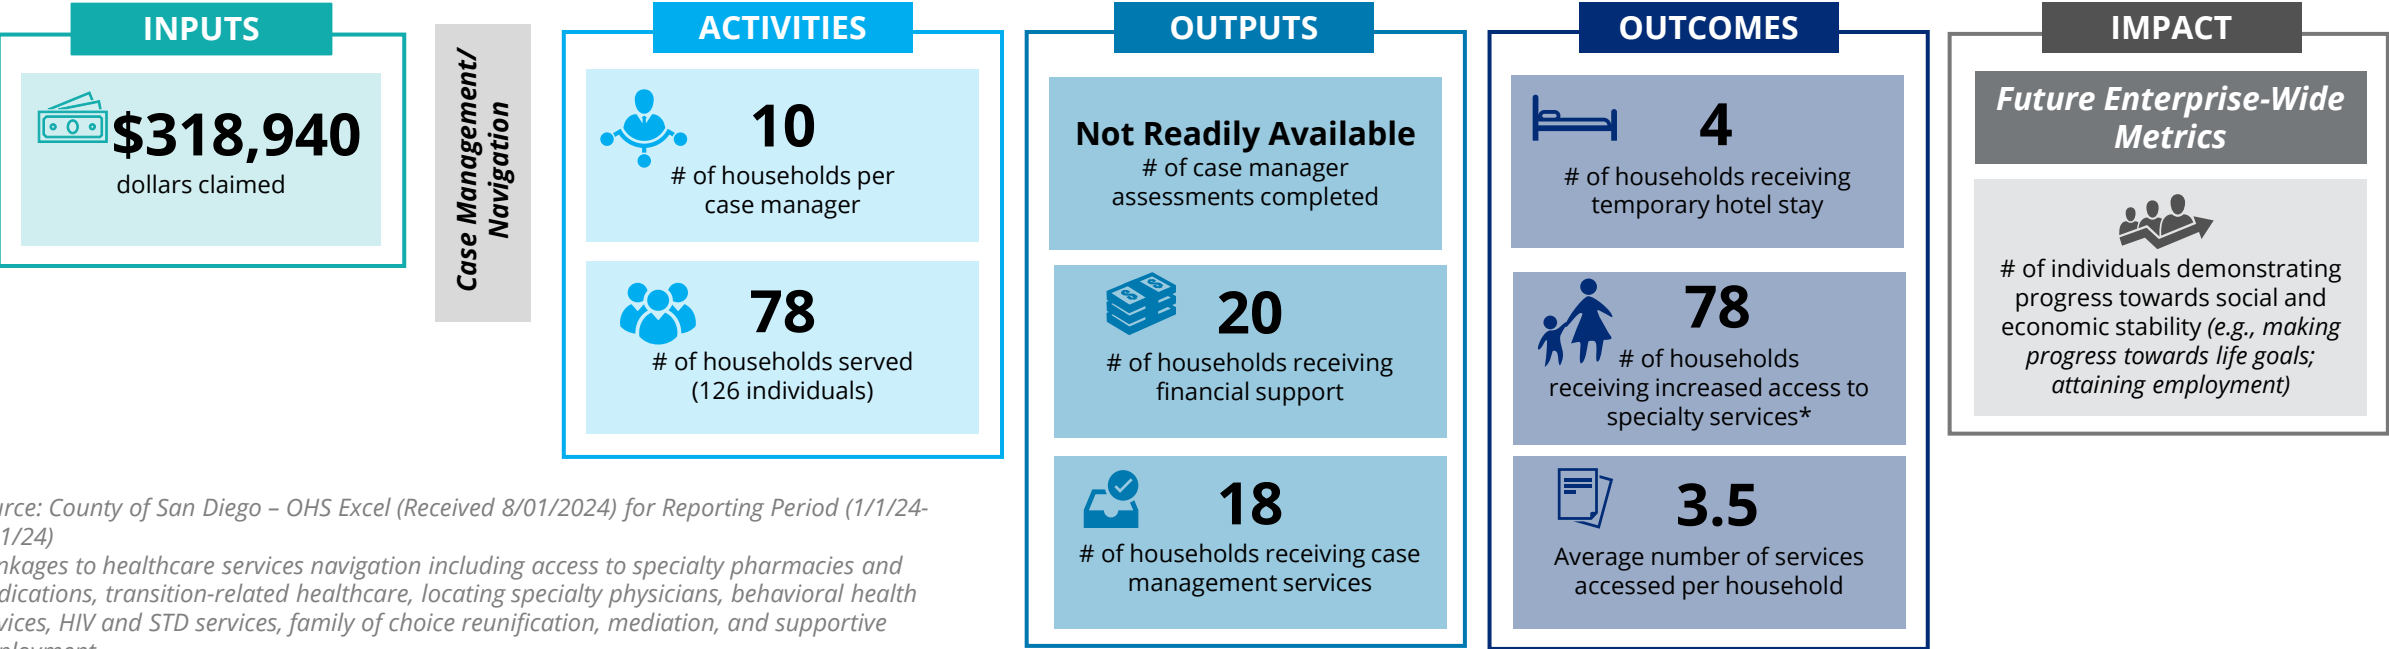 INPUTS
$318,940
dollars claimed
Case Management/
Navigation
ACTIVITIES
10
# of households per
case manager
78
# of households served
(126 individuals)
OUTPUTS
Not Readily Available
# of case manager
assessments completed
20
# of households receiving
financial support
18
# of households receiving case
management services
OUTCOMES
4
# of households receiving
temporary hotel stay
78
# of households
receiving increased access to
specialty services*
3.5
Average number of services
accessed per household
IMPACT
Future Enterprise-Wide
Metrics
# of individuals demonstrating
progress towards social and
economic stability (e.g., making
progress towards life goals;
attaining employment)
County of San Diego – OHS Excel (Received 8/01/2024) for Reporting Period (1/1/24-
1/24)
to healthcare services navigation including access to specialty pharmacies and
transition-related healthcare, locating specialty physicians, behavioral health
HIV and STD services, family of choice reunification, mediation, and supportive